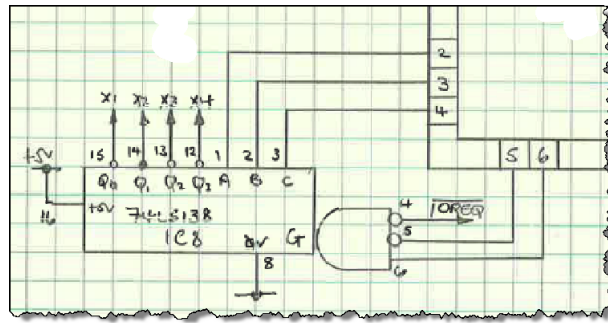 2
3
4
X1 X2 X3 X4
+5V 15 14 13 12 1 2 3
5 6
Q0 Q1 Q2 Q3 A B C
16 +5V 74LS138 4 IOREQ
IC8 0V G 5
8 6